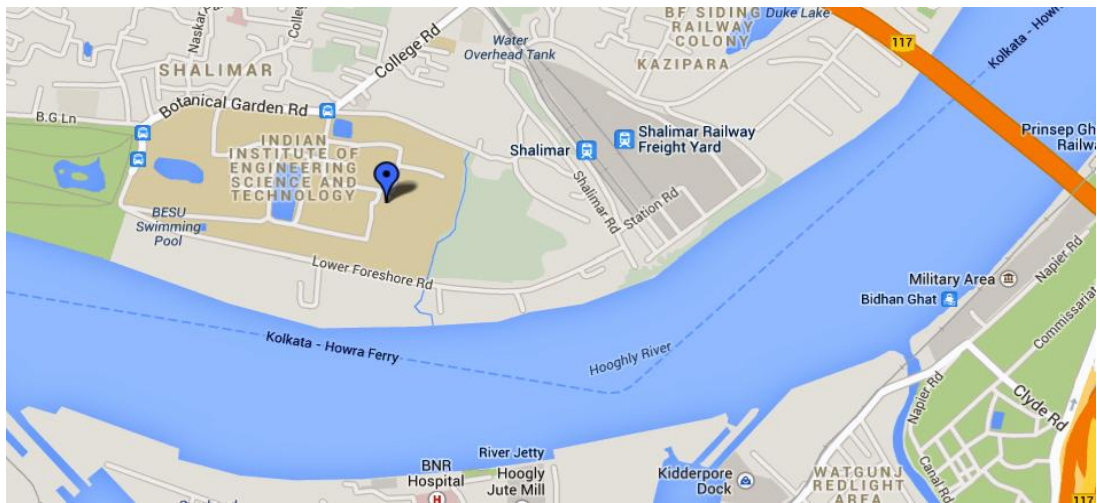 BF SIDING
RAILWAY
COLONY
Duke Lake
117
Kolkata - Howra
College Rd
Water
Overhead Tank
KAZIPARA
SHALIMAR
Botanical Garden Rd
B.G Ln
Shalimar
Shalimar Railway
Freight Yard
Prinsep Gh
Railwa
INDIAN
INSTITUTE OF
ENGINEERING
SCIENCE AND
TECHNOLOGY
Shalimar Rd
Station Rd
BESU
Swimming
Pool
Lower Foreshore Rd
Military Area
Napier Rd
Bidhan Ghat
Commissariat
Kolkata - Howra Ferry
Hooghly River
Napier Rd
Clyde Rd
River Jetty
BNR
Hospital
H
Hoogly
Jute Mill
Kidderpore
Dock
WATGUNJ
REDLIGHT
AREA
Canal Rd
117